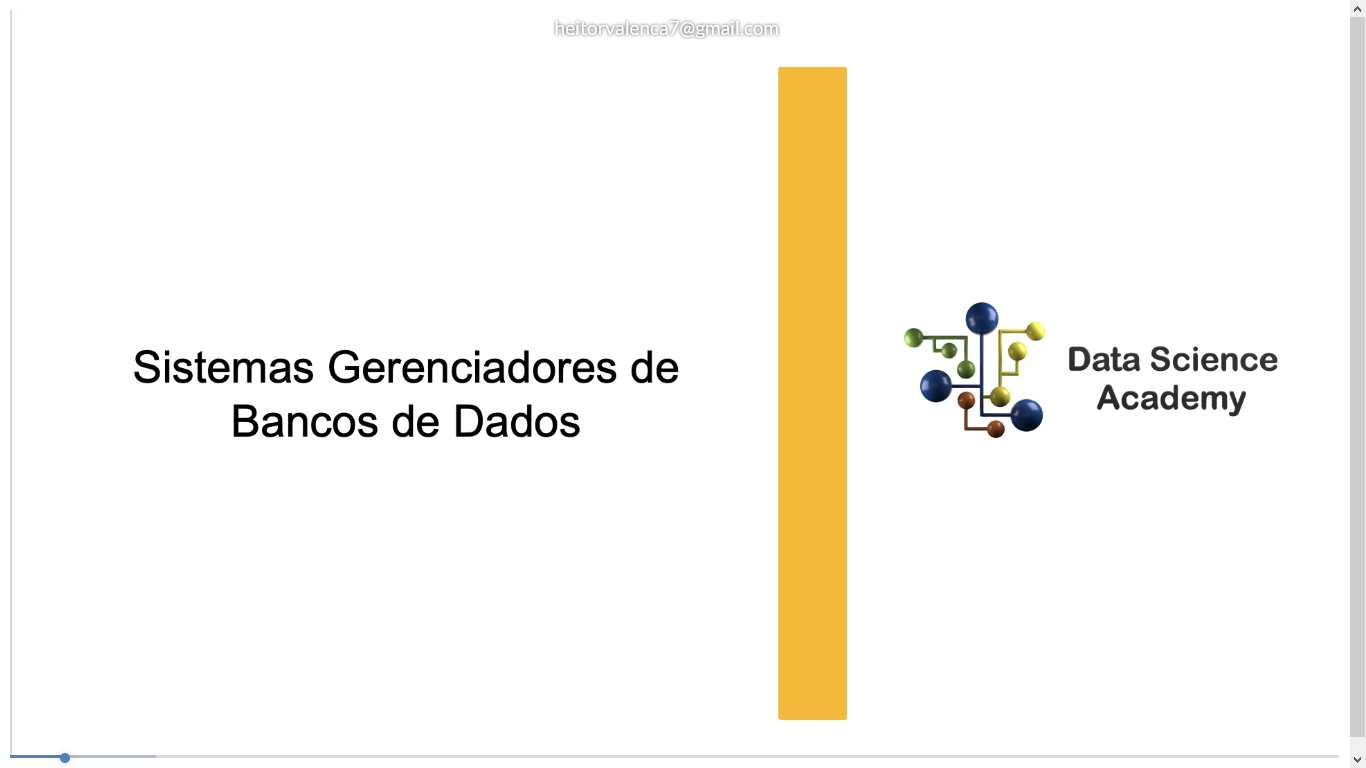 heitorvalenca7@gmail.com
Sistemas Gerenciadores de
Bancos de Dados
Data Science
Academy